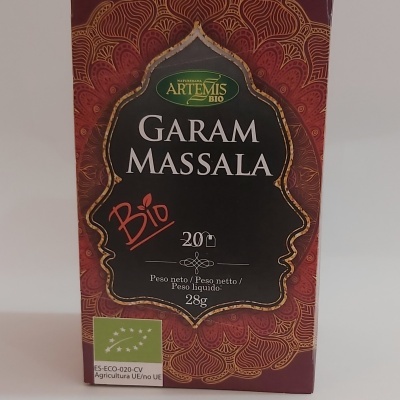 ARTEMIS
BIO
GARAM
MASSALA
Bio
20
Peso neto / Peso netto /
Peso liquido
28g
ES-ECO-020-CV
Agricultura UE/no UE